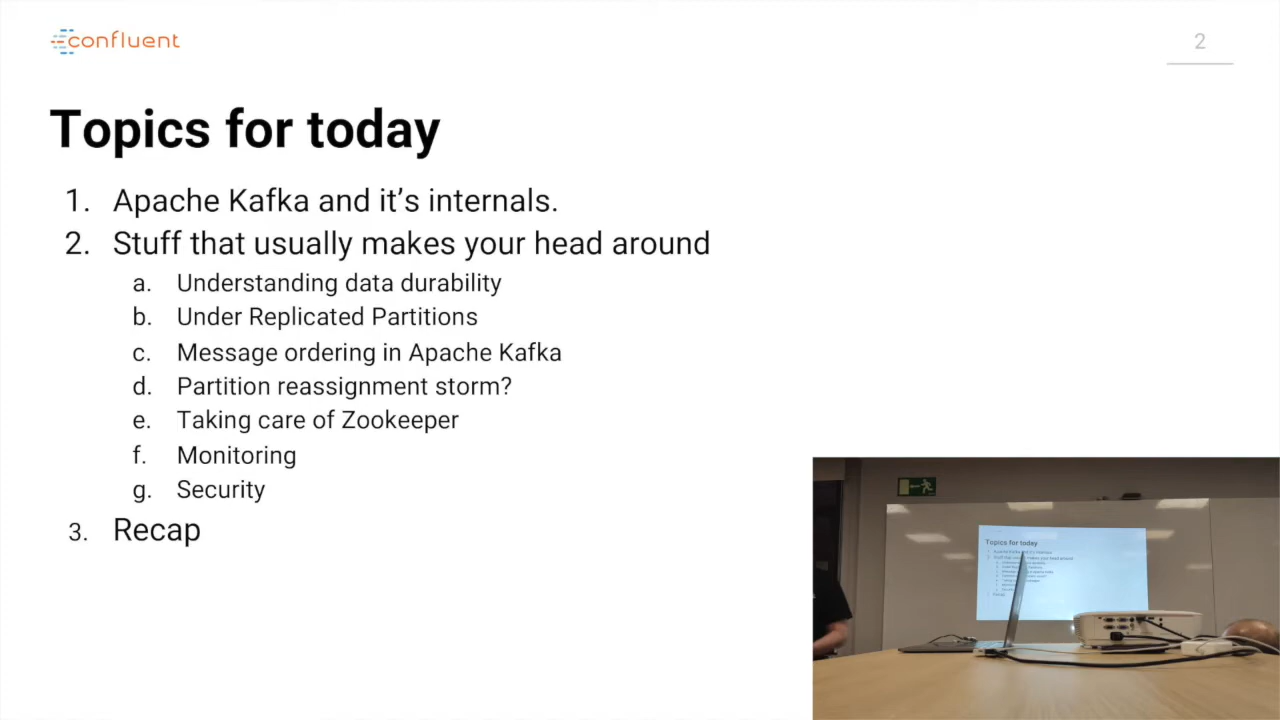 confluent
2
Topics for today
1. Apache Kafka and it's internals.
2. Stuff that usually makes your head around
a. Understanding data durability
b. Under Replicated Partitions
c. Message ordering in Apache Kafka
d. Partition reassignment storm?
e. Taking care of Zookeeper
f. Monitoring
g. Security
3. Recap
Topics for today